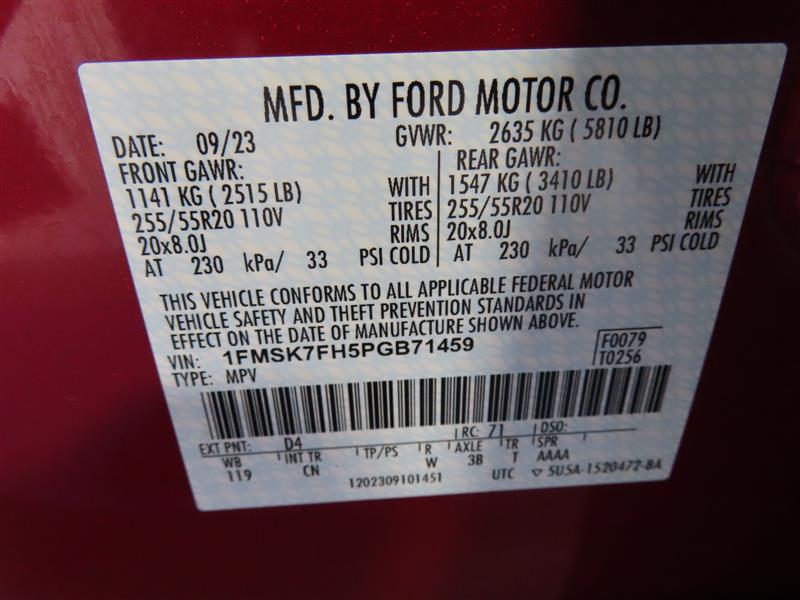 MFD. BY FORD MOTOR CO.
DATE: 09/23 GVWR: 2635 KG ( 5810 LB)
FRONT GAWR: REAR GAWR:
1141 KG ( 2515 LB) WITH 1547 KG ( 3410 LB) WITH
255/55R20 110V TIRES 255/55R20 110V TIRES
20x8.0J RIMS 20x8.0J RIMS
AT 230 kPa/ 33 PSI COLD AT 230 kPa/ 33 PSI COLD
THIS VEHICLE CONFORMS TO ALL APPLICABLE FEDERAL MOTOR
VEHICLE SAFETY AND THEFT PREVENTION STANDARDS IN
EFFECT ON THE DATE OF MANUFACTURE SHOWN ABOVE.
VIN: 1FMSK7FH5PGB71459 F0079
TYPE: MPV T0256
EXT PNT: D4 RC: 71 DSO:
WB INT TR TP/PS R AXLE TR SPR
119 CN W 3B T AAAA
1202309101451 UTC 5U5A-1520472-BA